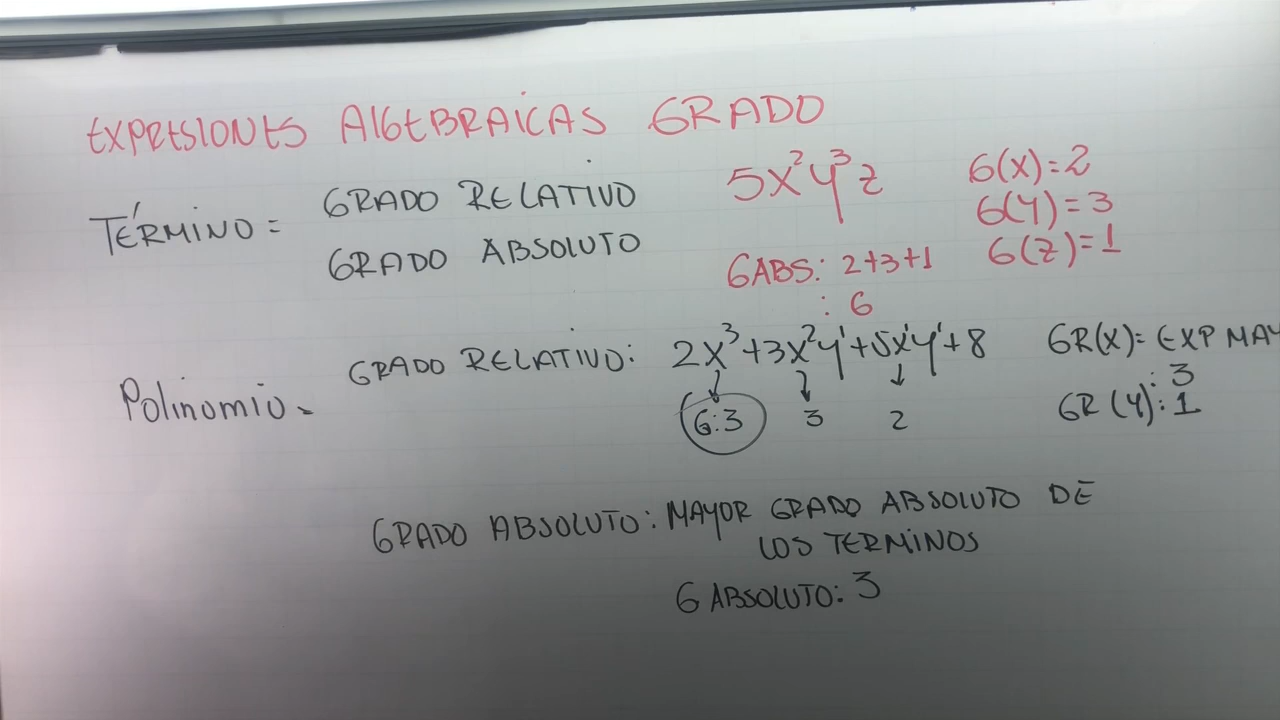 EXPRESIONES ALGEBRAICAS GRADO
TÉRMINO = GRADO RELATIVO
GRADO ABSOLUTO
5x²y³z
G(X)=2
G(Y)=3
G(Z)=1
GABS: 2+3+1
: 6
Polinomio
GRADO RELATIVO: 2x³+3x²y¹+5x¹y¹+8
G:3 3 2
GR(X)= EXP MAY
: 3
GR(Y): 1
GRADO ABSOLUTO: MAYOR GRADO ABSOLUTO DE
LOS TERMINOS
G ABSOLUTO: 3